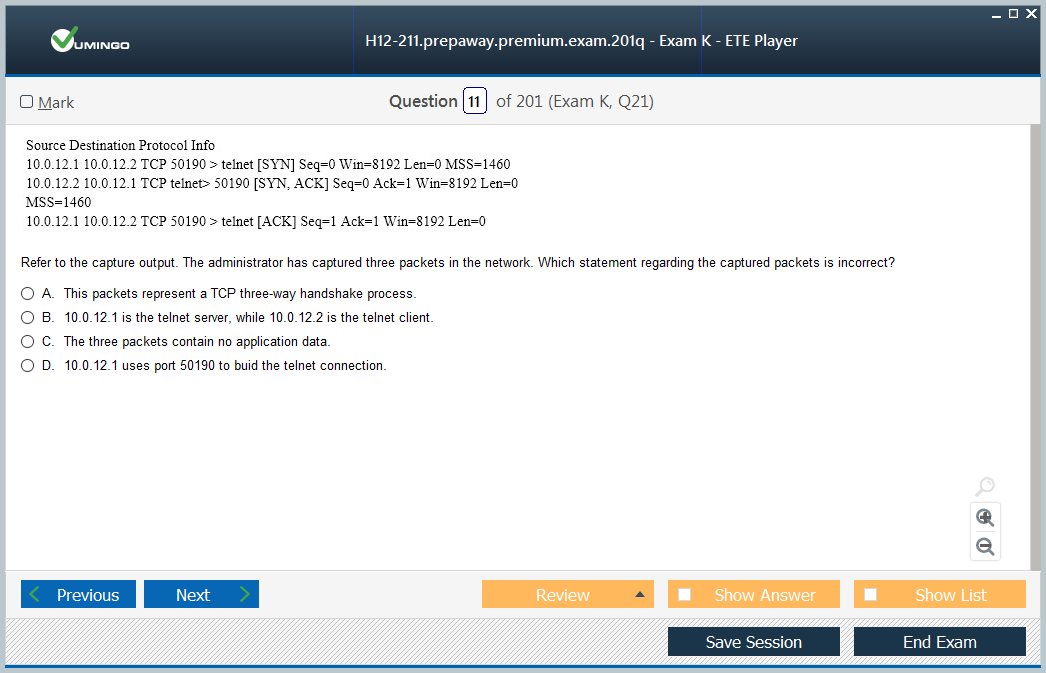 VUMINGO
H12-211.prepaway.premium.exam.201q - Exam K - ETE Player
Mark
Question 11 of 201 (Exam K, Q21)
Source Destination Protocol Info
10.0.12.1 10.0.12.2 TCP 50190 > telnet [SYN] Seq=0 Win=8192 Len=0 MSS=1460
10.0.12.2 10.0.12.1 TCP telnet> 50190 [SYN, ACK] Seq=0 Ack=1 Win=8192 Len=0
MSS=1460
10.0.12.1 10.0.12.2 TCP 50190 > telnet [ACK] Seq=1 Ack=1 Win=8192 Len=0
Refer to the capture output. The administrator has captured three packets in the network. Which statement regarding the captured packets is incorrect?
A. This packets represent a TCP three-way handshake process.
B. 10.0.12.1 is the telnet server, while 10.0.12.2 is the telnet client.
C. The three packets contain no application data.
D. 10.0.12.1 uses port 50190 to buid the telnet connection.
Previous Next Review Show Answer Show List
Save Session End Exam